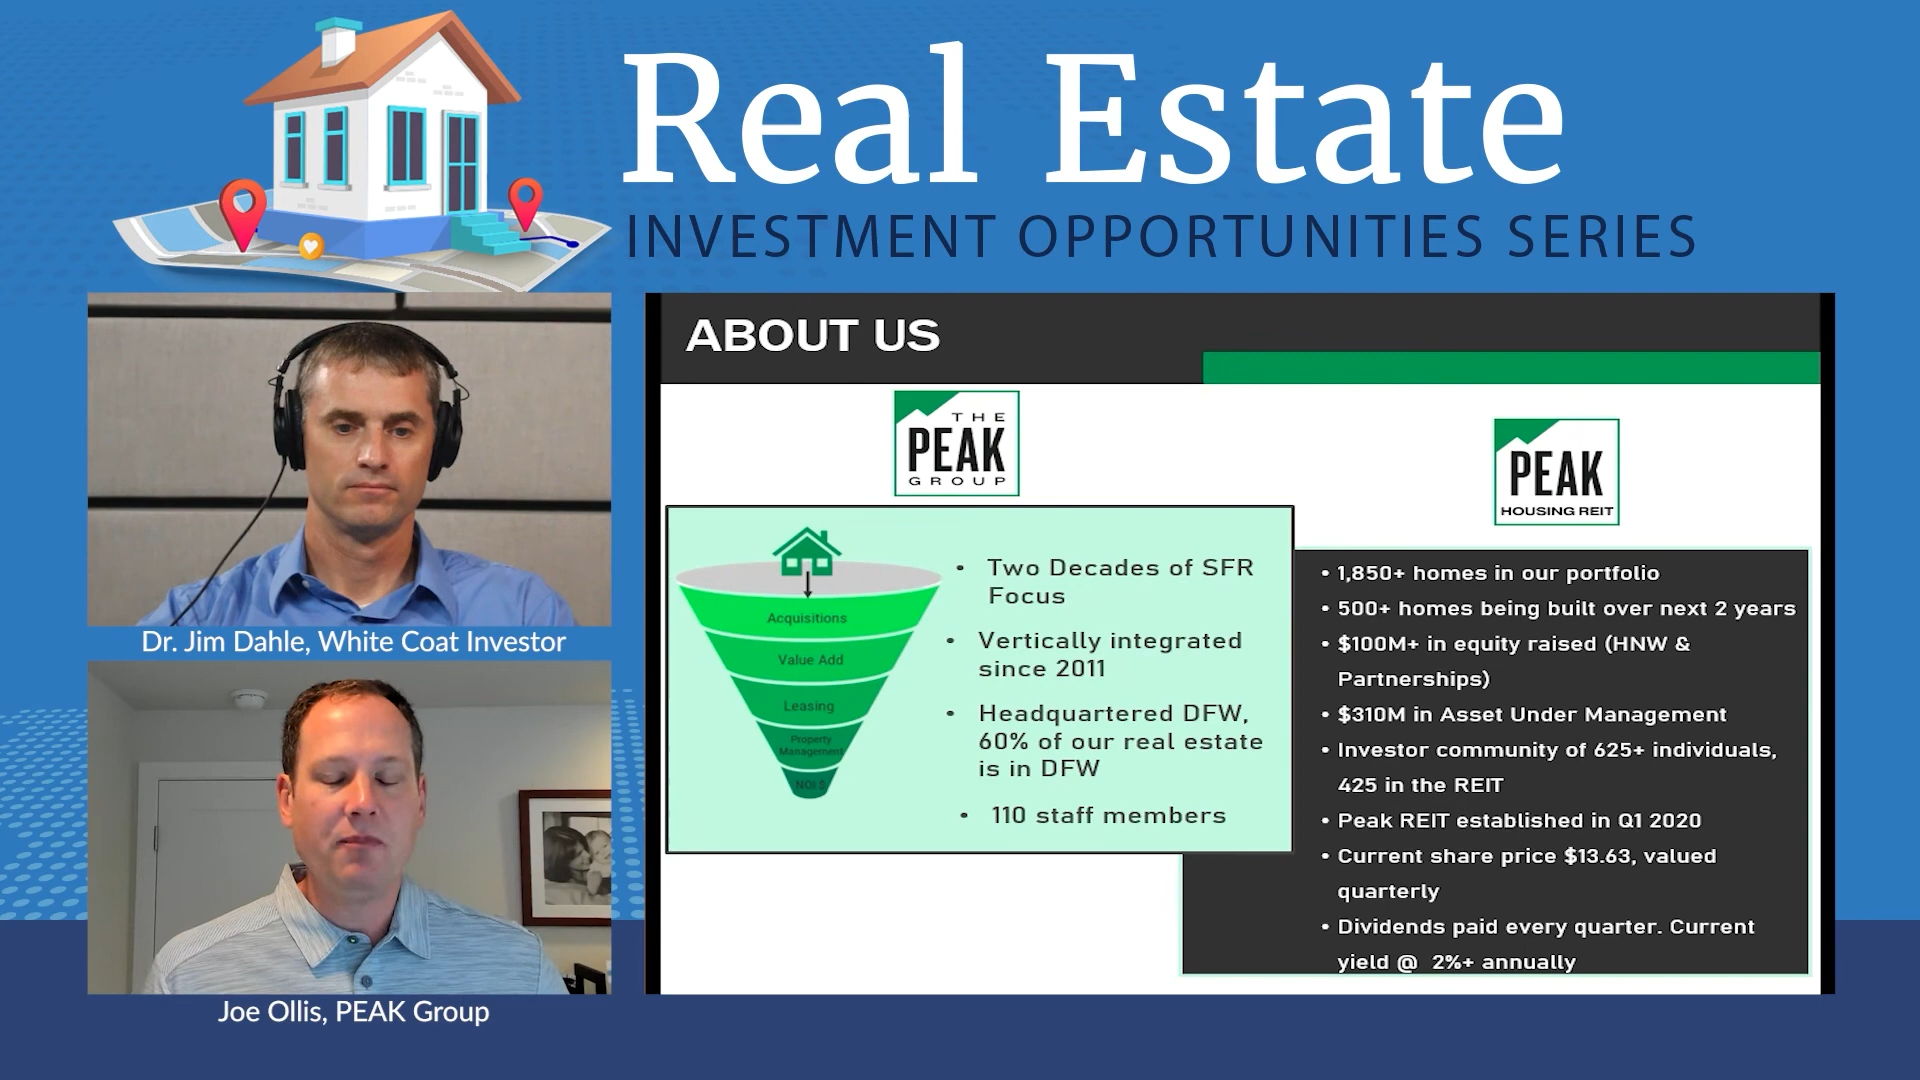 Real Estate
INVESTMENT OPPORTUNITIES SERIES
Dr. Jim Dahle, White Coat Investor
Joe Ollis, PEAK Group
ABOUT US
THE
PEAK
GROUP
Acquisitions
Value Add
Leasing
Property
Management
NOI $
• Two Decades of SFR
Focus
• Vertically integrated
since 2011
• Headquartered DFW,
60% of our real estate
is in DFW
• 110 staff members
PEAK
HOUSING REIT
• 1,850+ homes in our portfolio
• 500+ homes being built over next 2 years
• $100M+ in equity raised (HNW &
Partnerships)
• $310M in Asset Under Management
• Investor community of 625+ individuals,
425 in the REIT
• Peak REIT established in Q1 2020
• Current share price $13.63, valued
quarterly
• Dividends paid every quarter. Current
yield @ 2%+ annually